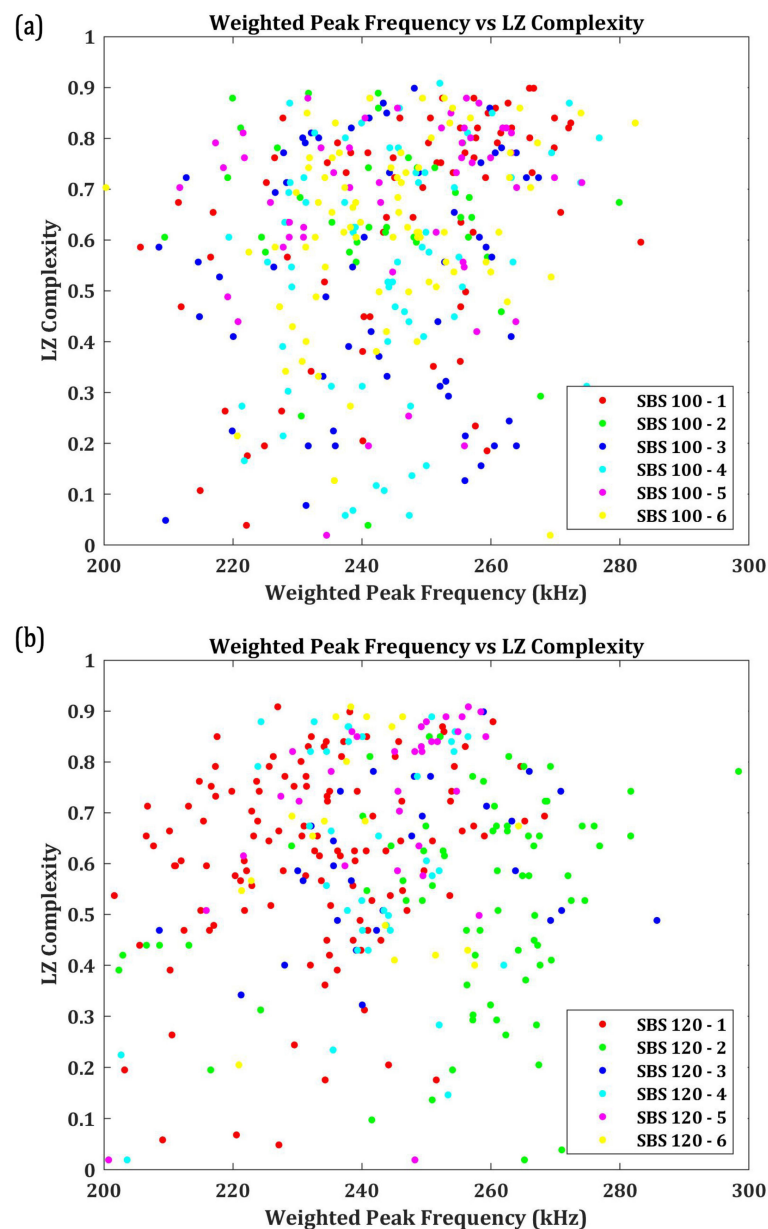 (a)
Weighted Peak Frequency vs LZ Complexity
1
0.9
0.8
0.7
0.6
0.5
0.4
0.3
0.2
0.1
0
LZ Complexity
SBS 100 - 1
SBS 100 - 2
SBS 100 - 3
SBS 100 - 4
SBS 100 - 5
SBS 100 - 6
200 220 240 260 280 300
Weighted Peak Frequency (kHz)
(b)
Weighted Peak Frequency vs LZ Complexity
1
0.9
0.8
0.7
0.6
0.5
0.4
0.3
0.2
0.1
0
LZ Complexity
SBS 120 - 1
SBS 120 - 2
SBS 120 - 3
SBS 120 - 4
SBS 120 - 5
SBS 120 - 6
200 220 240 260 280 300
Weighted Peak Frequency (kHz)